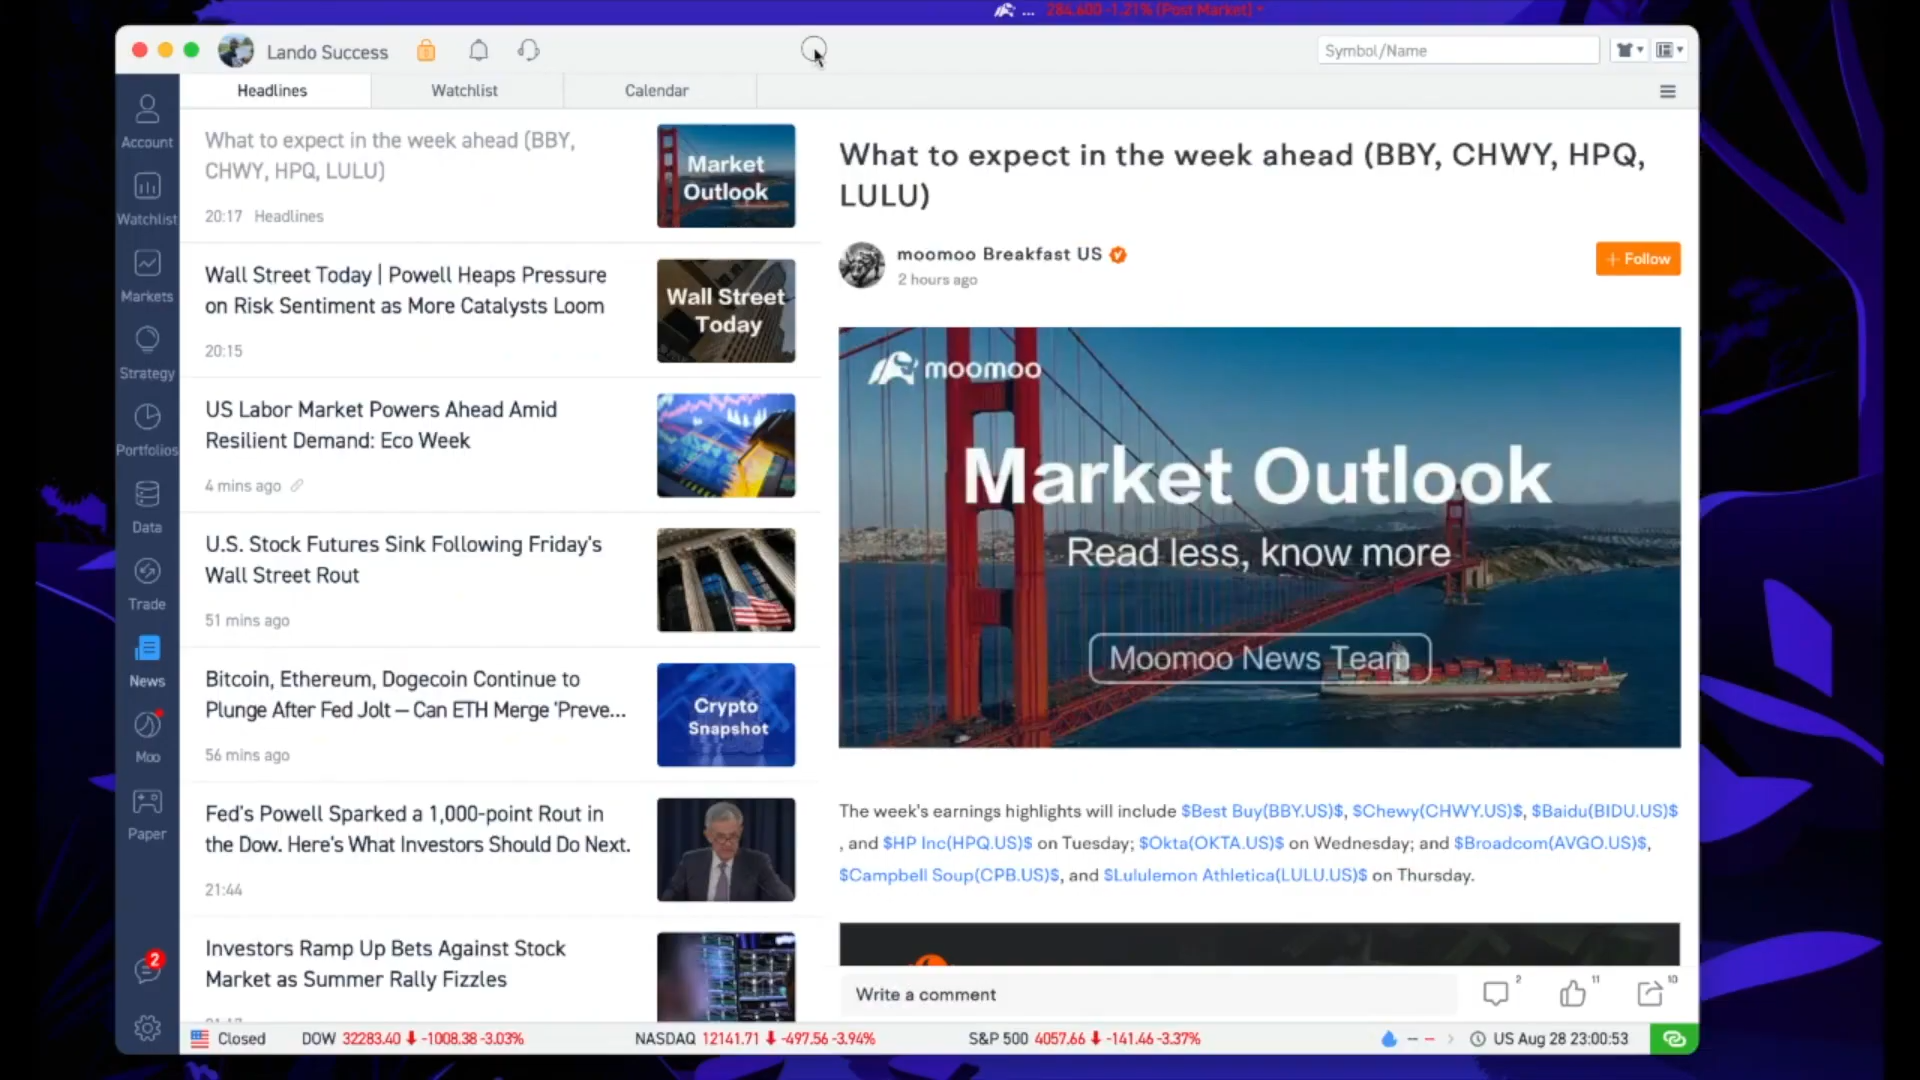 ... 284.600 -1.21% (Post Market)
Lando Success
Symbol/Name
Headlines
Watchlist
Calendar
Account
Watchlist
Markets
Strategy
Portfolios
Data
Trade
News
Moo
Paper
2
What to expect in the week ahead (BBY,
CHWY, HPQ, LULU)
20:17 Headlines
Market
Outlook
Wall Street Today | Powell Heaps Pressure
on Risk Sentiment as More Catalysts Loom
20:15
Wall Street
Today
US Labor Market Powers Ahead Amid
Resilient Demand: Eco Week
4 mins ago
U.S. Stock Futures Sink Following Friday's
Wall Street Rout
51 mins ago
Bitcoin, Ethereum, Dogecoin Continue to
Plunge After Fed Jolt — Can ETH Merge 'Preve...
56 mins ago
Crypto
Snapshot
Fed's Powell Sparked a 1,000-point Rout in
the Dow. Here's What Investors Should Do Next.
21:44
Investors Ramp Up Bets Against Stock
Market as Summer Rally Fizzles
What to expect in the week ahead (BBY, CHWY, HPQ,
LULU)
moomoo Breakfast US
2 hours ago
+ Follow
moomoo
Market Outlook
Read less, know more
Moomoo News Team
The week's earnings highlights will include $Best Buy(BBY.US)$, $Chewy(CHWY.US)$, $Baidu(BIDU.US)$
, and $HP Inc(HPQ.US)$ on Tuesday; $Okta(OKTA.US)$ on Wednesday; and $Broadcom(AVGO.US)$,
$Campbell Soup(CPB.US)$, and $Lululemon Athletica(LULU.US)$ on Thursday.
Write a comment
2
11
10
Closed
DOW 32283.40 -1008.38 -3.03%
NASDAQ 12141.71 -497.56 -3.94%
S&P 500 4057.66 -141.46 -3.37%
-- --
US Aug 28 23:00:53